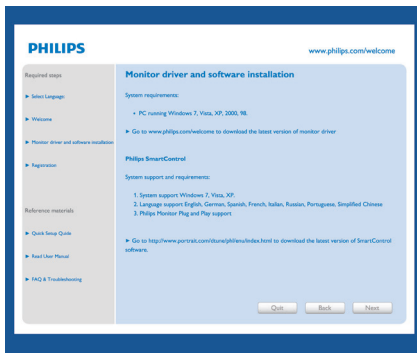 PHILIPS
www.philips.com/welcome
Required steps
Select Language:
Welcome
Monitor driver and software installation
Registration
Reference materials
Quick Setup Guide
Read User Manual
FAQ & Troubleshooting
Monitor driver and software installation
System requirements:
• PC running Windows 7, Vista, XP, 2000, 98.
Go to www.philips.com/welcome to download the latest version of monitor driver
Philips SmartControl
System support and requirements:
1. System support Windows 7, Vista, XP.
2. Language support English, German, Spanish, French, Italian, Russian, Portuguese, Simplified Chinese
3. Philips Monitor Plug and Play support
Go to http://www.portrait.com/dtune/phl/enu/index.html to download the latest version of SmartControl
software.
Quit
Back
Next